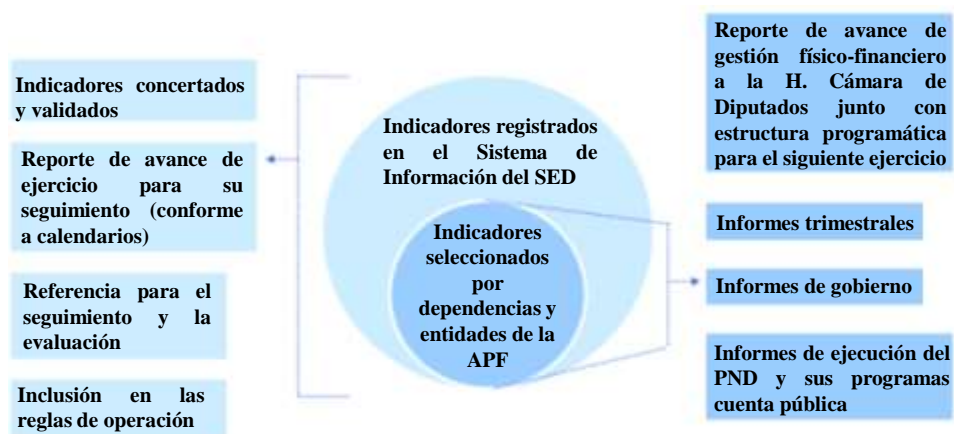 Indicadores concertados
y validados
Reporte de avance de
ejercicio para su
seguimiento (conforme
a calendarios)
Referencia para el
seguimiento y la
evaluación
Inclusión en las
reglas de operación
Indicadores registrados
en el Sistema de
Información del SED
Indicadores
seleccionados
por
dependencias y
entidades de la
APF
Reporte de avance de
gestión físico-financiero
a la H. Cámara de
Diputados junto con
estructura programática
para el siguiente ejercicio
Informes trimestrales
Informes de gobierno
Informes de ejecución del
PND y sus programas
cuenta pública